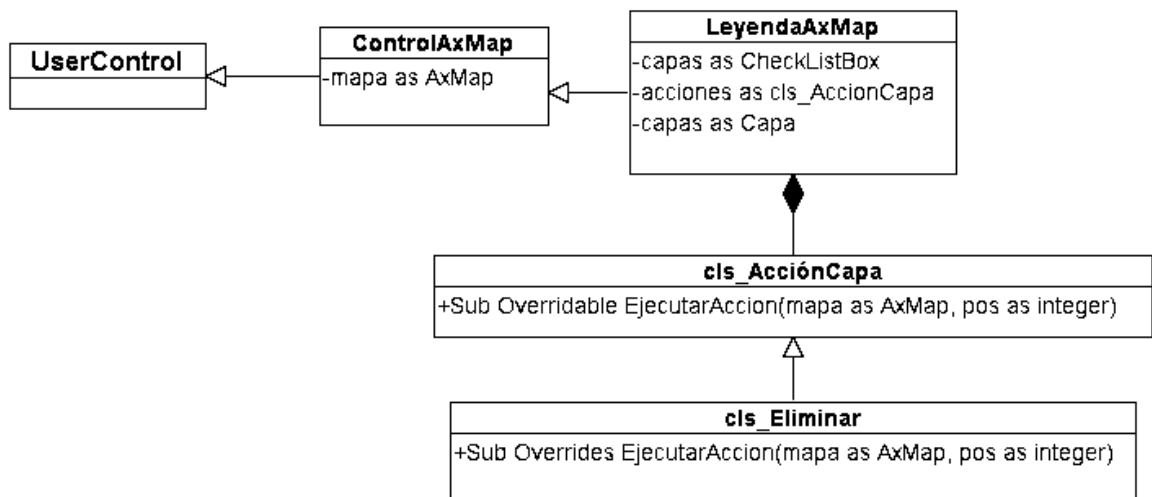 UserControl
ControlAxMap
-mapa as AxMap
LeyendaAxMap
-capas as CheckListBox
-acciones as cls_AccionCapa
-capas as Capa
cls_AcciónCapa
+Sub Overridable EjecutarAccion(mapa as AxMap, pos as integer)
cls_Eliminar
+Sub Overrides EjecutarAccion(mapa as AxMap, pos as integer)